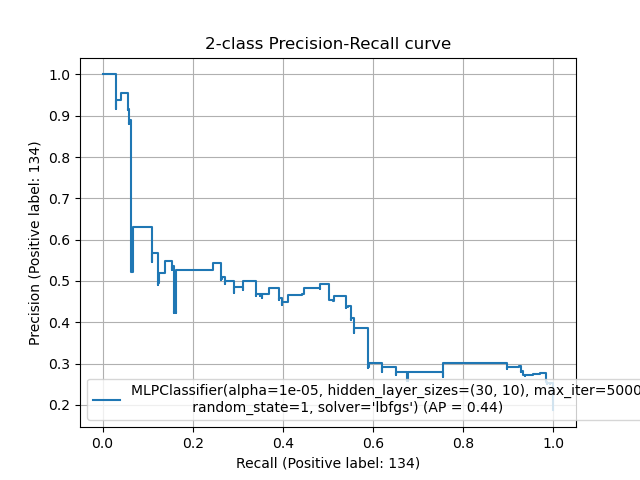 2-class Precision-Recall curve
1.0
0.9
0.8
0.7
0.6
0.5
0.4
0.3
0.2
Precision (Positive label: 134)
MLPClassifier(alpha=1e-05, hidden_layer_sizes=(30, 10), max_iter=5000
random_state=1, solver='lbfgs') (AP = 0.44)
0.0 0.2 0.4 0.6 0.8 1.0
Recall (Positive label: 134)